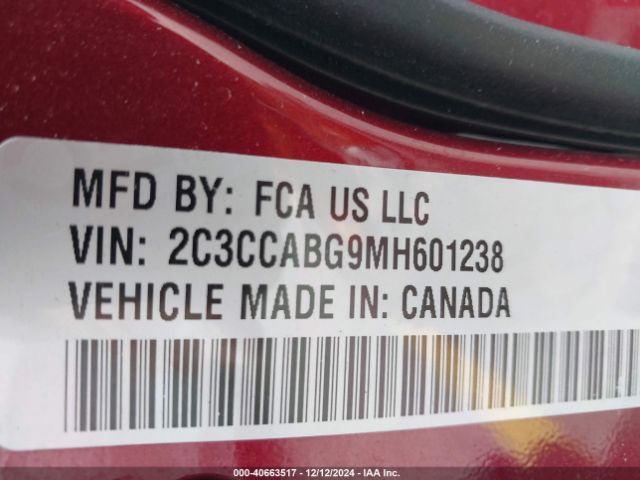 MFD BY: FCA US LLC
VIN: 2C3CCABG9MH601238
VEHICLE MADE IN: CANADA
000-40663517 - 12/12/2024 - IAA Inc.